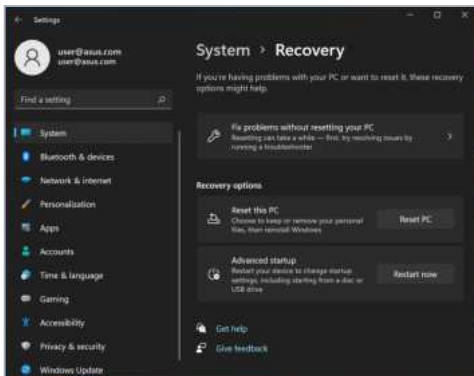 Settings
user@asus.com
user@asus.com
Find a setting
System
Bluetooth & devices
Network & internet
Personalization
Apps
Accounts
Time & language
Gaming
Accessibility
Privacy & security
Windows Update
System > Recovery
If you're having problems with your PC or want to reset it, these recovery
options might help.
Fix problems without resetting your PC
Resetting can take a while — first, try resolving issues by
running a troubleshooter
Recovery options
Reset this PC
Choose to keep or remove your personal
files, then reinstall Windows
Reset PC
Advanced startup
Restart your device to change startup
settings, including starting from a disc or
USB drive
Restart now
Get help
Give feedback